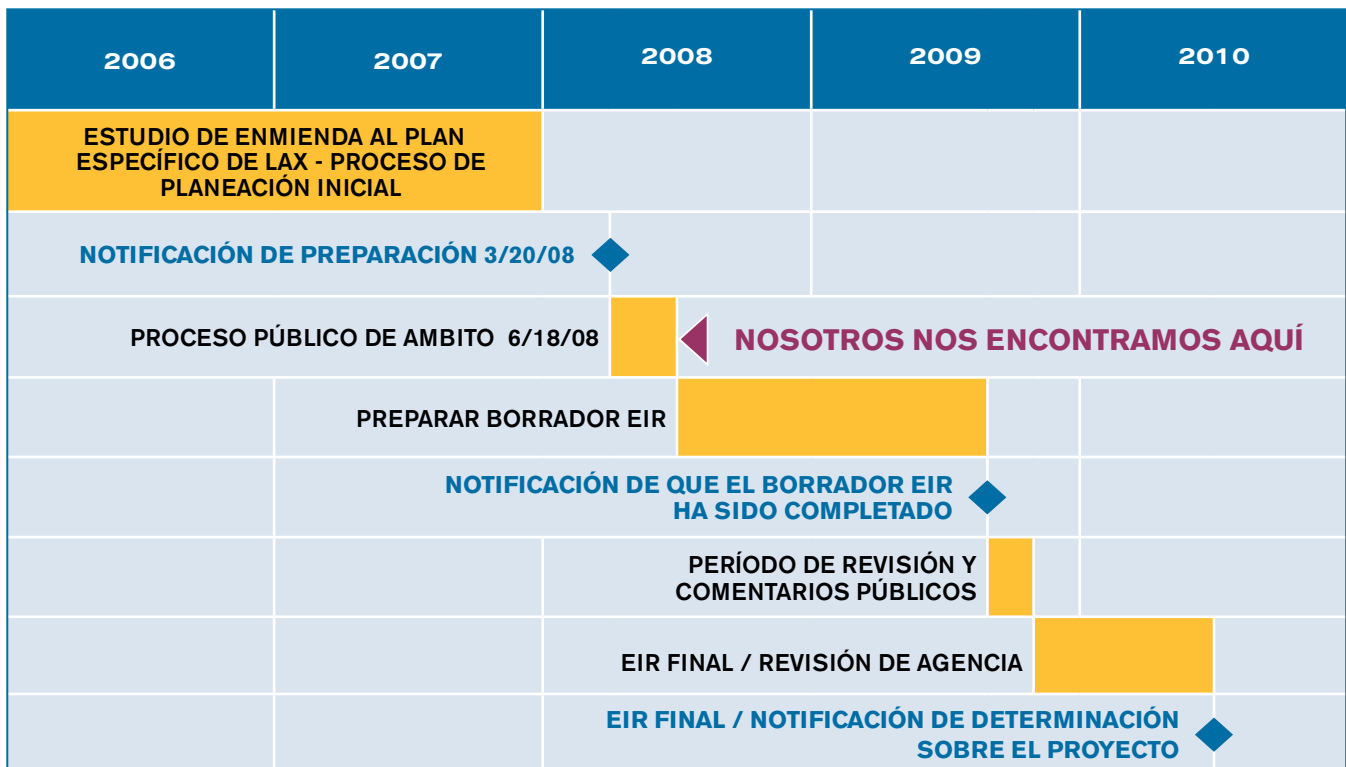 2006 2007 2008 2009 2010
ESTUDIO DE ENMIENDA AL PLAN
ESPECÍFICO DE LAX - PROCESO DE
PLANEACIÓN INICIAL
NOTIFICACIÓN DE PREPARACIÓN 3/20/08
PROCESO PÚBLICO DE AMBITO 6/18/08
NOSOTROS NOS ENCONTRAMOS AQUÍ
PREPARAR BORRADOR EIR
NOTIFICACIÓN DE QUE EL BORRADOR EIR
HA SIDO COMPLETADO
PERÍODO DE REVISIÓN Y
COMENTARIOS PÚBLICOS
EIR FINAL / REVISIÓN DE AGENCIA
EIR FINAL / NOTIFICACIÓN DE DETERMINACIÓN
SOBRE EL PROYECTO